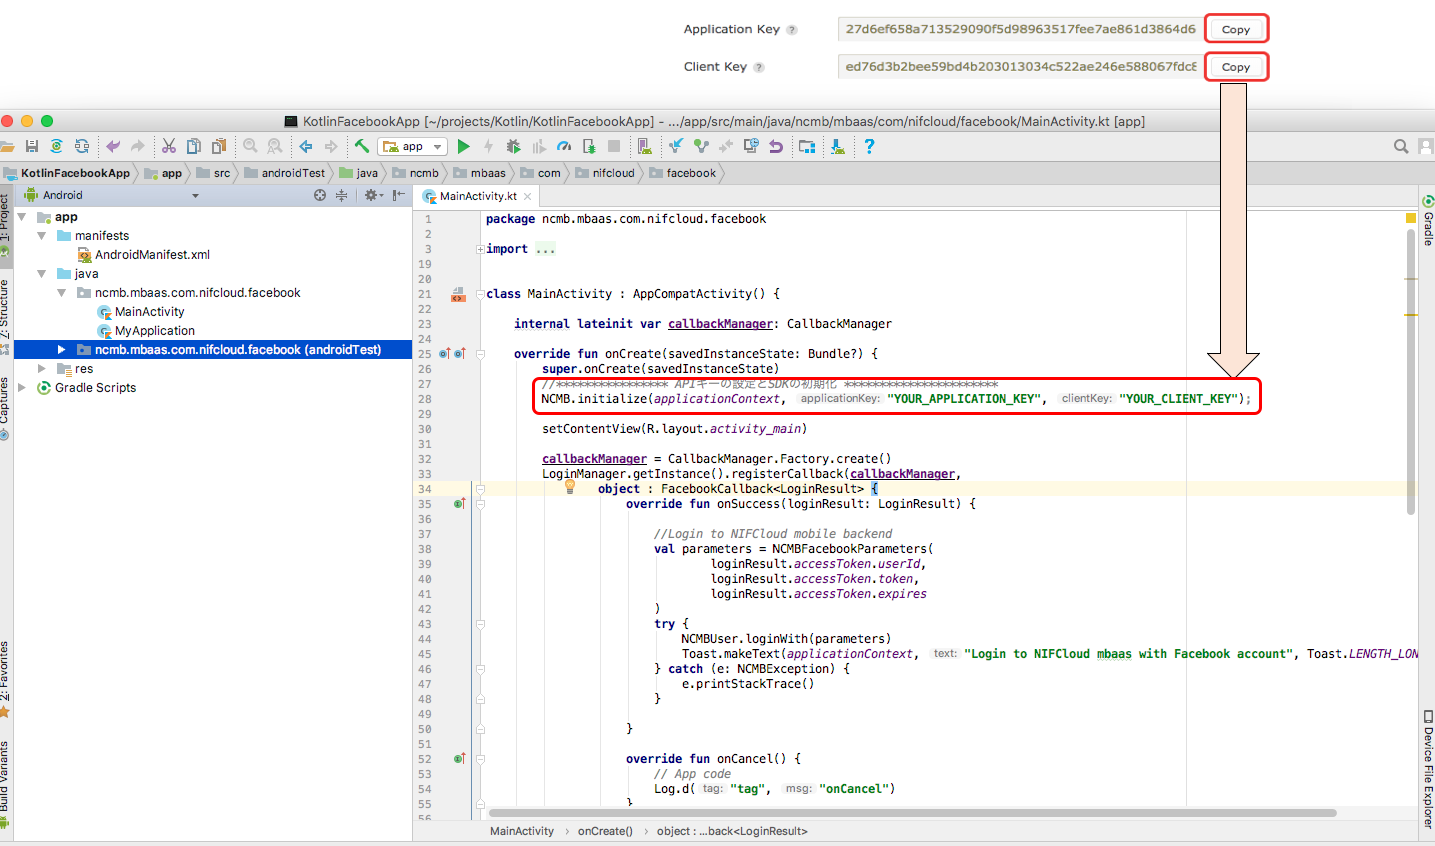 Application Key ? 27d6ef658a713529090f5d98963517fee7ae861d3864d6 Copy
Client Key ? ed76d3b2bee59bd4b203013034c522ae246e588067fdc8 Copy
KotlinFacebookApp [~/projects/Kotlin/KotlinFacebookApp] - .../app/src/main/java/ncmb/mbaas/com/nifcloud/facebook/MainActivity.kt [app]
app
KotlinFacebookApp app src androidTest java ncmb mbaas com nifcloud facebook
1: Project
7: Structure
Captures
2: Favorites
Build Variants
Android
app
manifests
AndroidManifest.xml
java
ncmb.mbaas.com.nifcloud.facebook
MainActivity
MyApplication
ncmb.mbaas.com.nifcloud.facebook (androidTest)
res
Gradle Scripts
MainActivity.kt
1 package ncmb.mbaas.com.nifcloud.facebook
2
3 import ...
19
20
21 class MainActivity : AppCompatActivity() {
22
23 internal lateinit var callbackManager: CallbackManager
24
25 override fun onCreate(savedInstanceState: Bundle?) {
26 super.onCreate(savedInstanceState)
27 //**************** APIキーの設定とSDKの初期化 **********************
28 NCMB.initialize(applicationContext, applicationKey: "YOUR_APPLICATION_KEY", clientKey: "YOUR_CLIENT_KEY");
29
30 setContentView(R.layout.activity_main)
31
32 callbackManager = CallbackManager.Factory.create()
33 LoginManager.getInstance().registerCallback(callbackManager,
34 object : FacebookCallback<LoginResult> {
35 override fun onSuccess(loginResult: LoginResult) {
36
37 //Login to NIFCloud mobile backend
38 val parameters = NCMBFacebookParameters(
39 loginResult.accessToken.userId,
40 loginResult.accessToken.token,
41 loginResult.accessToken.expires
42 )
43 try {
44 NCMBUser.loginWith(parameters)
45 Toast.makeText(applicationContext, text: "Login to NIFCloud mbaas with Facebook account", Toast.LENGTH_LON
46 } catch (e: NCMBException) {
47 e.printStackTrace()
48 }
49
50 }
51
52 override fun onCancel() {
53 // App code
54 Log.d( tag: "tag", msg: "onCancel")
55 }
56
MainActivity › onCreate() › object : ...back<LoginResult>
Gradle
Device File Explorer